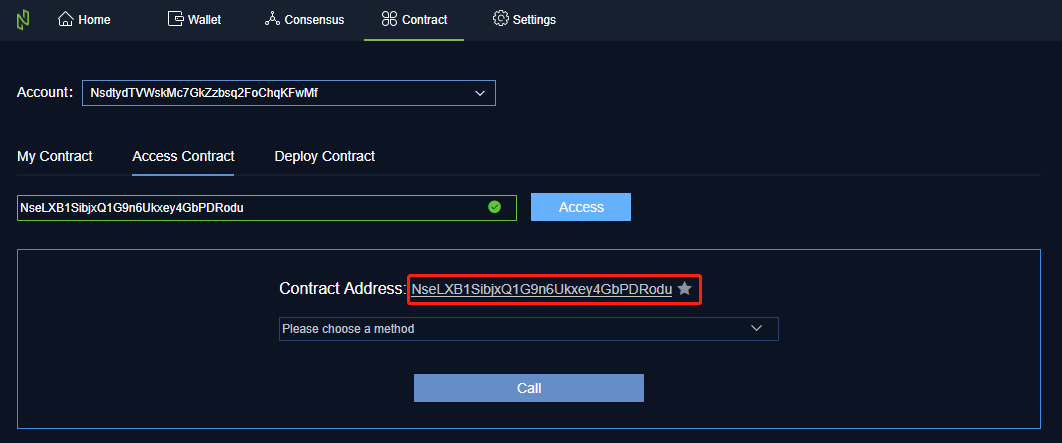 Home Wallet Consensus Contract Settings
Account: NsdtydTVWskMc7GkZzbsq2FoChqKFwMf
My Contract Access Contract Deploy Contract
NseLXB1SibjxQ1G9n6Ukxey4GbPDRodu Access
Contract Address: NseLXB1SibjxQ1G9n6Ukxey4GbPDRodu
Please choose a method
Call